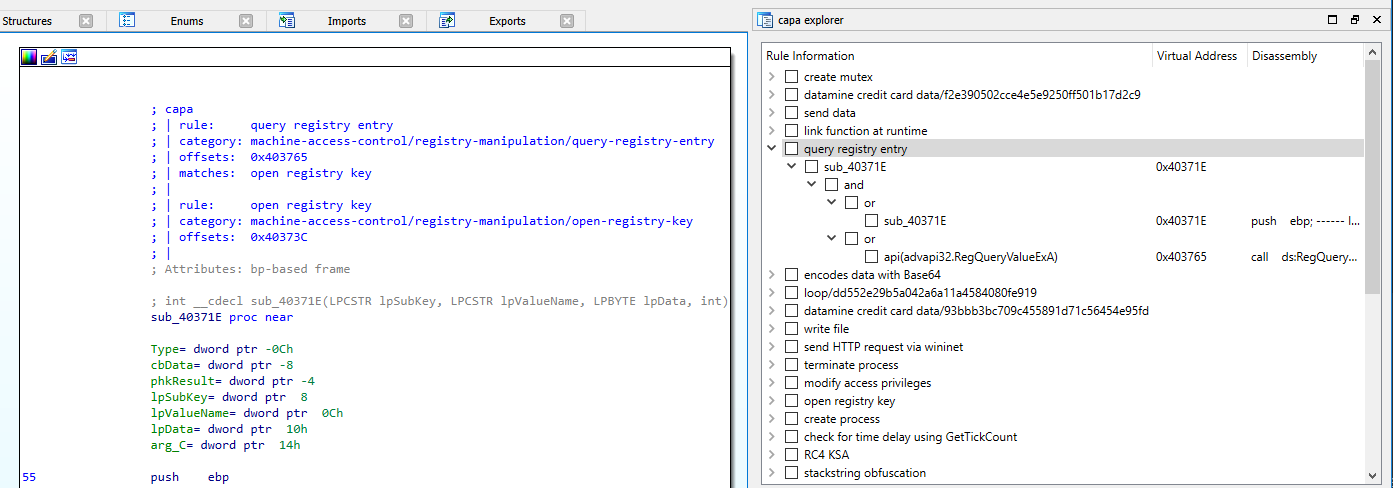 Structures
Enums
Imports
Exports
; capa
; | rule:     query registry entry
; | category: machine-access-control/registry-manipulation/query-registry-entry
; | offsets:  0x403765
; | matches:  open registry key
; |
; | rule:     open registry key
; | category: machine-access-control/registry-manipulation/open-registry-key
; | offsets:  0x40373C
; |
; Attributes: bp-based frame
; int __cdecl sub_40371E(LPCSTR lpSubKey, LPCSTR lpValueName, LPBYTE lpData, int)
sub_40371E proc near
Type= dword ptr -0Ch
cbData= dword ptr -8
phkResult= dword ptr -4
lpSubKey= dword ptr  8
lpValueName= dword ptr  0Ch
lpData= dword ptr  10h
arg_C= dword ptr  14h
55 push    ebp
capa explorer
Rule Information Virtual Address Disassembly
create mutex
datamine credit card data/f2e390502cce4e5e9250ff501b17d2c9
send data
link function at runtime
query registry entry
sub_40371E 0x40371E
and
or
sub_40371E 0x40371E push    ebp; ------ I...
or
api(advapi32.RegQueryValueExA) 0x403765 call    ds:RegQuery...
encodes data with Base64
loop/dd552e29b5a042a6a11a4584080fe919
datamine credit card data/93bbb3bc709c455891d71c56454e95fd
write file
send HTTP request via wininet
terminate process
modify access privileges
open registry key
create process
check for time delay using GetTickCount
RC4 KSA
stackstring obfuscation